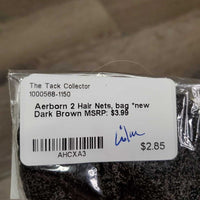 The Tack Collector
1000568-1150
Aerborn 2 Hair Nets, bag *new
Dark Brown MSRP: $3.99
AHCXA3
$2.85